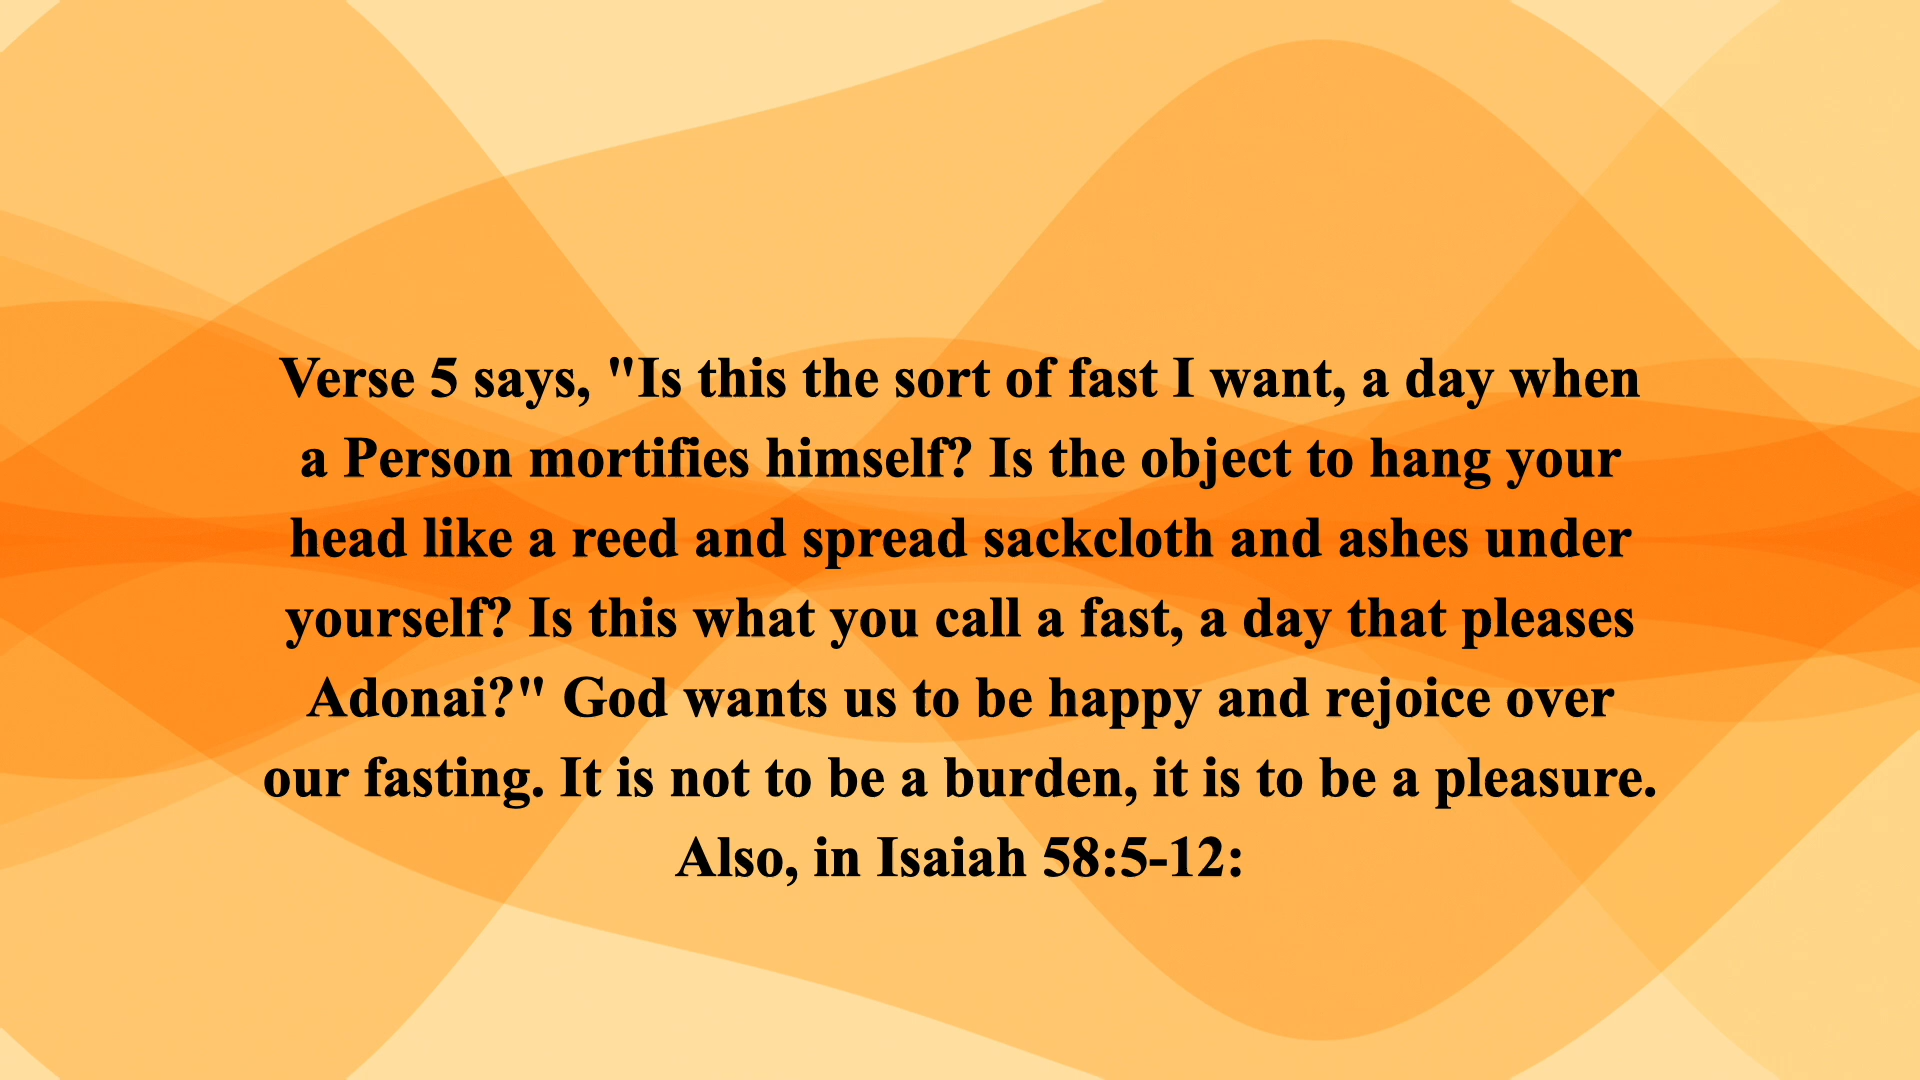 Verse 5 says, "Is this the sort of fast I want, a day when
a Person mortifies himself? Is the object to hang your
head like a reed and spread sackcloth and ashes under
yourself? Is this what you call a fast, a day that pleases
Adonai?" God wants us to be happy and rejoice over
our fasting. It is not to be a burden, it is to be a pleasure.
Also, in Isaiah 58:5-12: